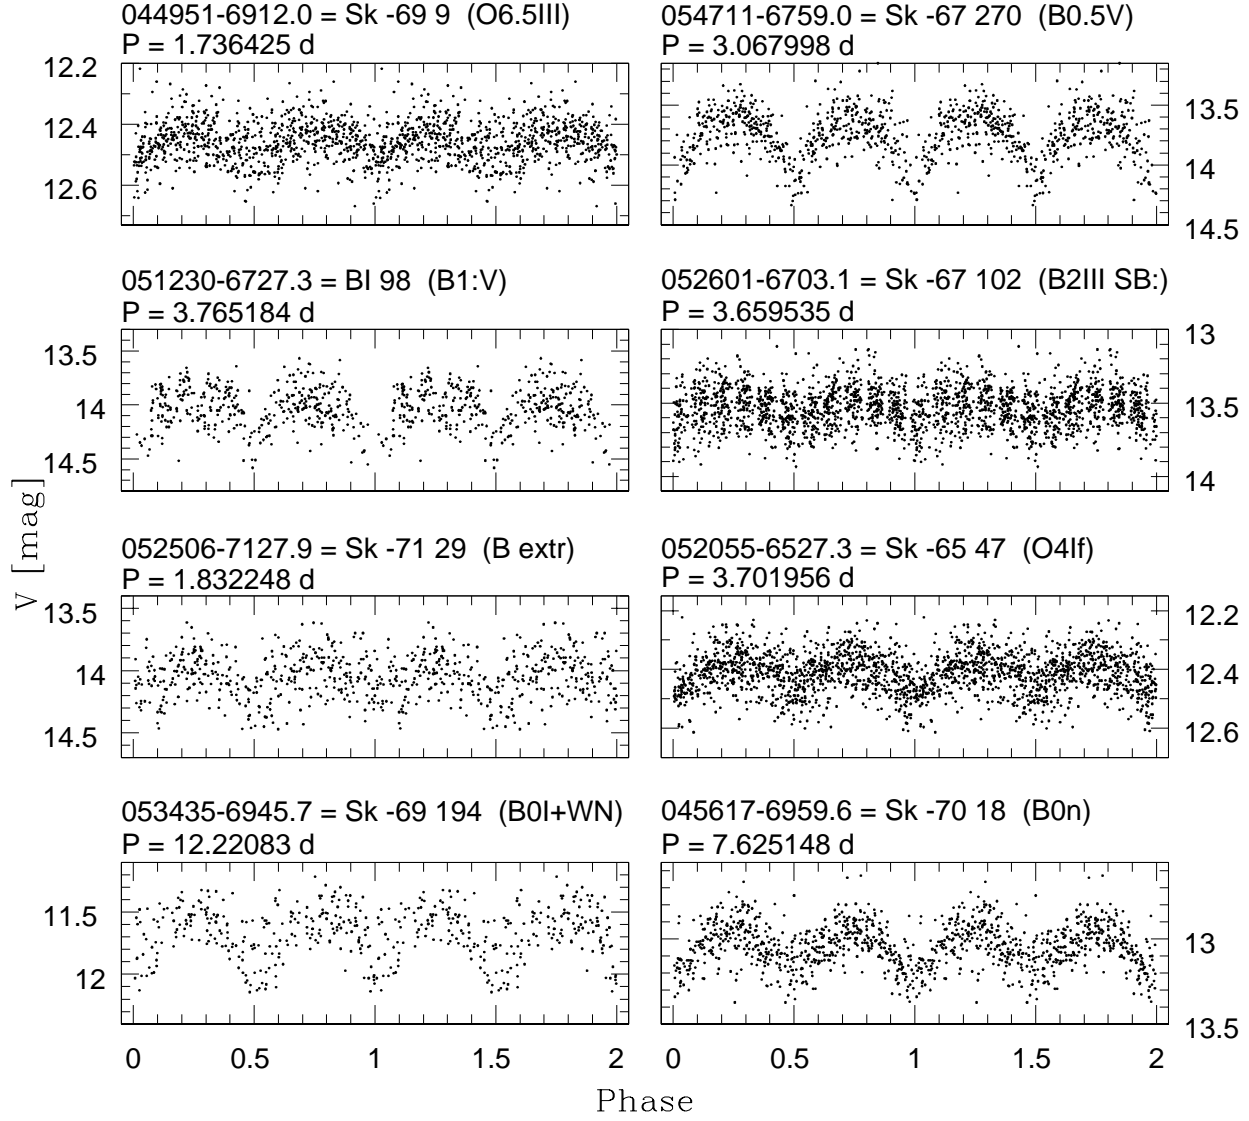 044951-6912.0 = Sk -69 9 (O6.5III)
P = 1.736425 d
054711-6759.0 = Sk -67 270 (B0.5V)
P = 3.067998 d
12.2
12.4
12.6
13.5
14
14.5
051230-6727.3 = BI 98 (B1:V)
P = 3.765184 d
052601-6703.1 = Sk -67 102 (B2III SB:)
P = 3.659535 d
13.5
14
14.5
13
13.5
14
052506-7127.9 = Sk -71 29 (B extr)
P = 1.832248 d
052055-6527.3 = Sk -65 47 (O4If)
P = 3.701956 d
13.5
14
14.5
12.2
12.4
12.6
053435-6945.7 = Sk -69 194 (B0I+WN)
P = 12.22083 d
045617-6959.6 = Sk -70 18 (B0n)
P = 7.625148 d
11.5
12
13
13.5
0 0.5 1 1.5 2
0 0.5 1 1.5 2
V [mag]
Phase